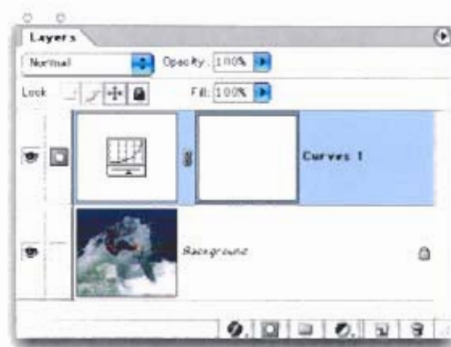 Layers
Normal Opacity: 100%
Lock Fill: 100%
Curves 1
Background